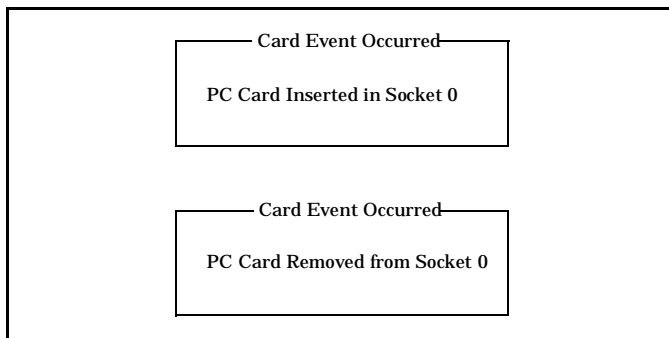 Card Event Occurred
PC Card Inserted in Socket 0
Card Event Occurred
PC Card Removed from Socket 0